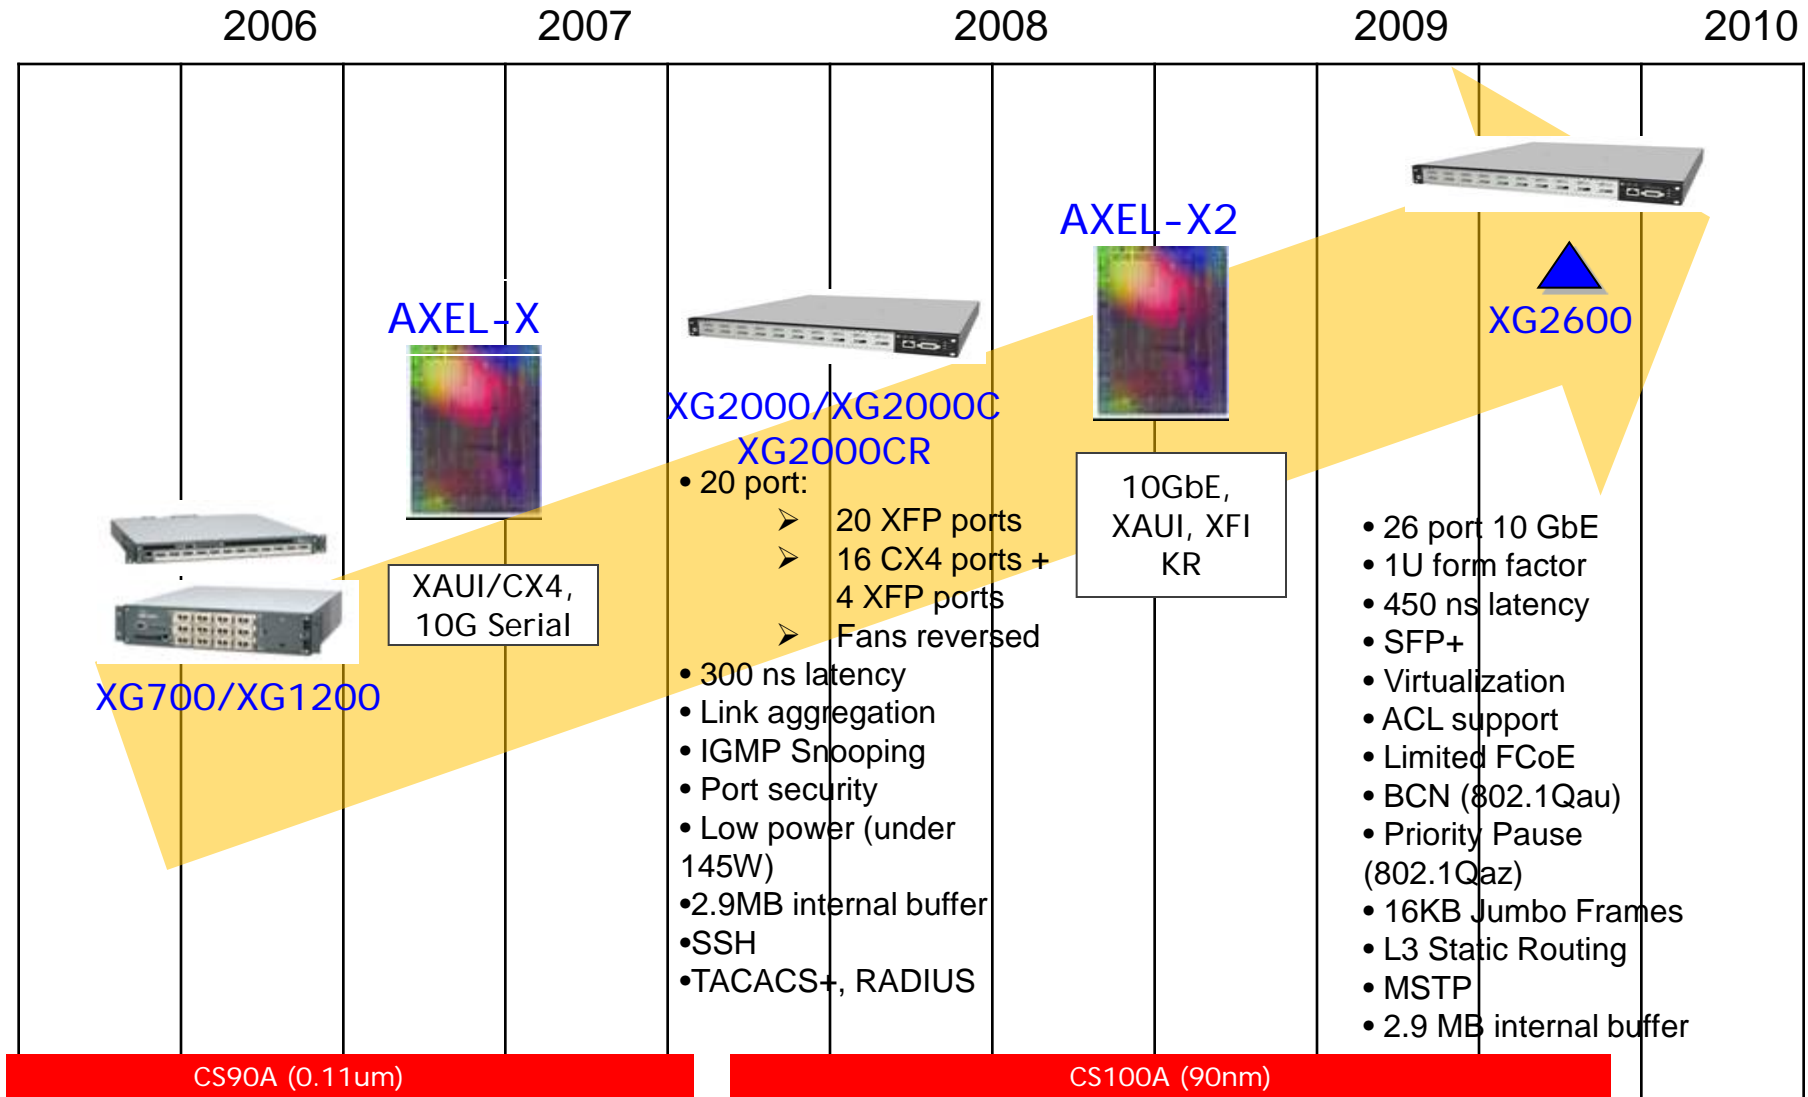 2006
2007
2008
2009
2010
AXEL-X2
XG2600
AXEL-X
XG2000/XG2000C
XG2000CR
XG700/XG1200
XAUI/CX4,
10G Serial
• 20 port:
➢ 20 XFP ports
➢ 16 CX4 ports +
4 XFP ports
➢ Fans reversed
• 300 ns latency
• Link aggregation
• IGMP Snooping
• Port security
• Low power (under
145W)
•2.9MB internal buffer
•SSH
•TACACS+, RADIUS
10GbE,
XAUI, XFI
KR
• 26 port 10 GbE
• 1U form factor
• 450 ns latency
• SFP+
• Virtualization
• ACL support
• Limited FCoE
• BCN (802.1Qau)
• Priority Pause
(802.1Qaz)
• 16KB Jumbo Frames
• L3 Static Routing
• MSTP
• 2.9 MB internal buffer
CS90A (0.11um)
CS100A (90nm)